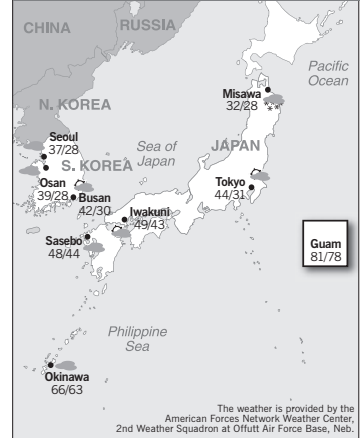 CHINA
RUSSIA
Pacific
Ocean
Misawa
32/28
N. KOREA
Seoul
37/28
Sea of
Japan
JAPAN
S. KOREA
Osan
39/28
Busan
42/30
Tokyo
44/31
Iwakuni
49/43
Sasebo
48/44
Guam
81/78
Philippine
Sea
Okinawa
66/63
The weather is provided by the
American Forces Network Weather Center,
2nd Weather Squadron at Offutt Air Force Base, Neb.